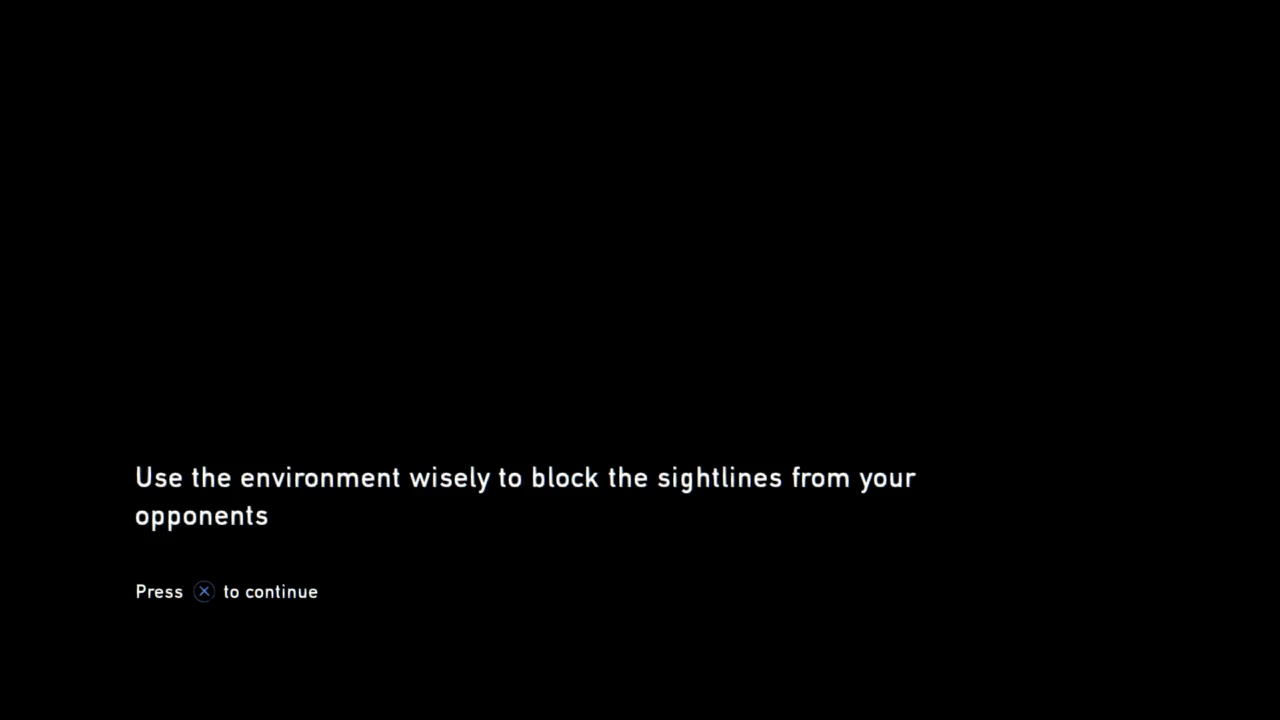 Use the environment wisely to block the sightlines from your
opponents
Press ⓧ to continue